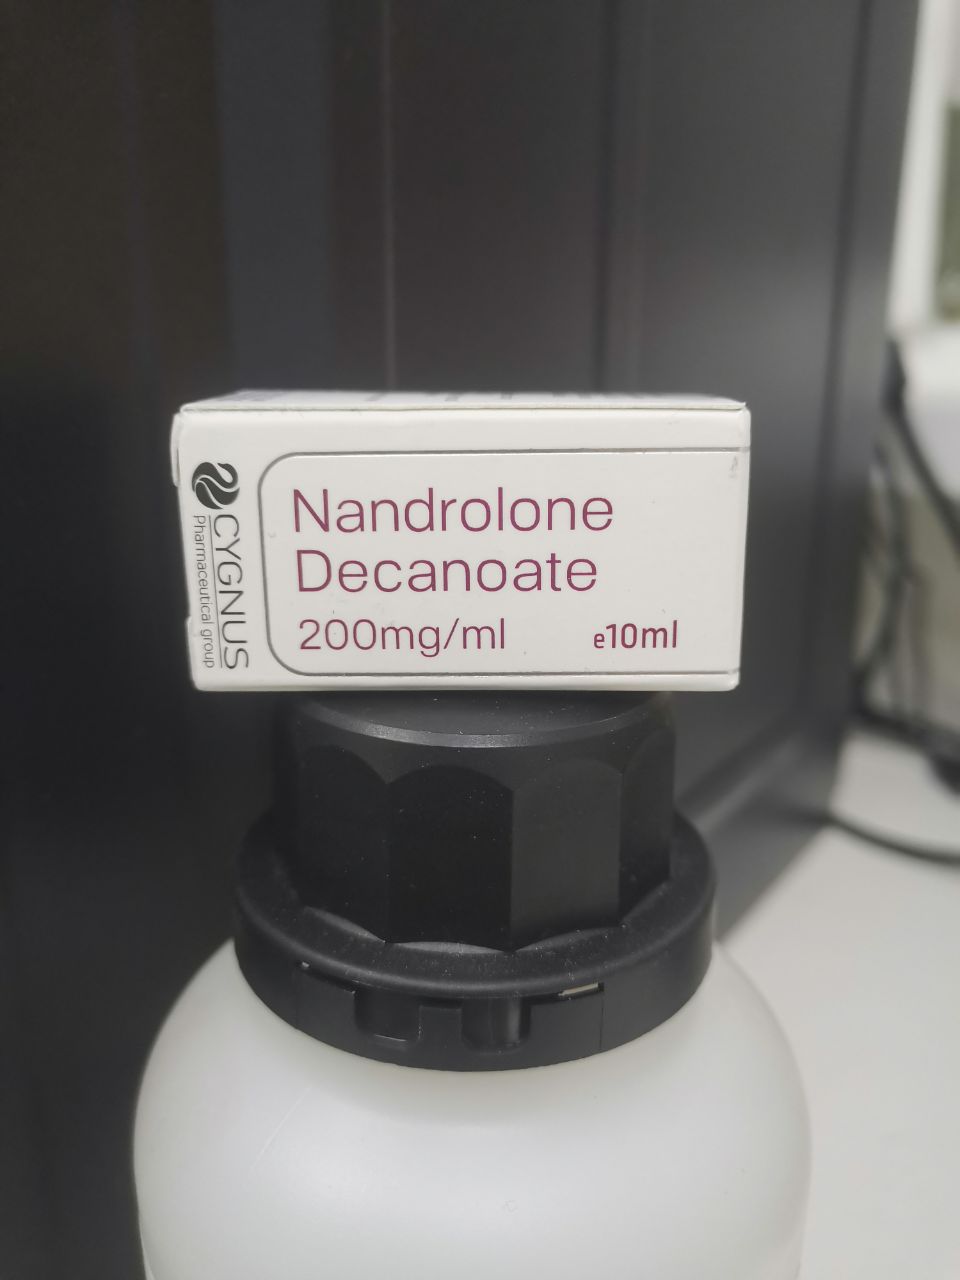 CYGNUS
Pharmaceutical group
Nandrolone
Decanoate
200mg/ml e10ml